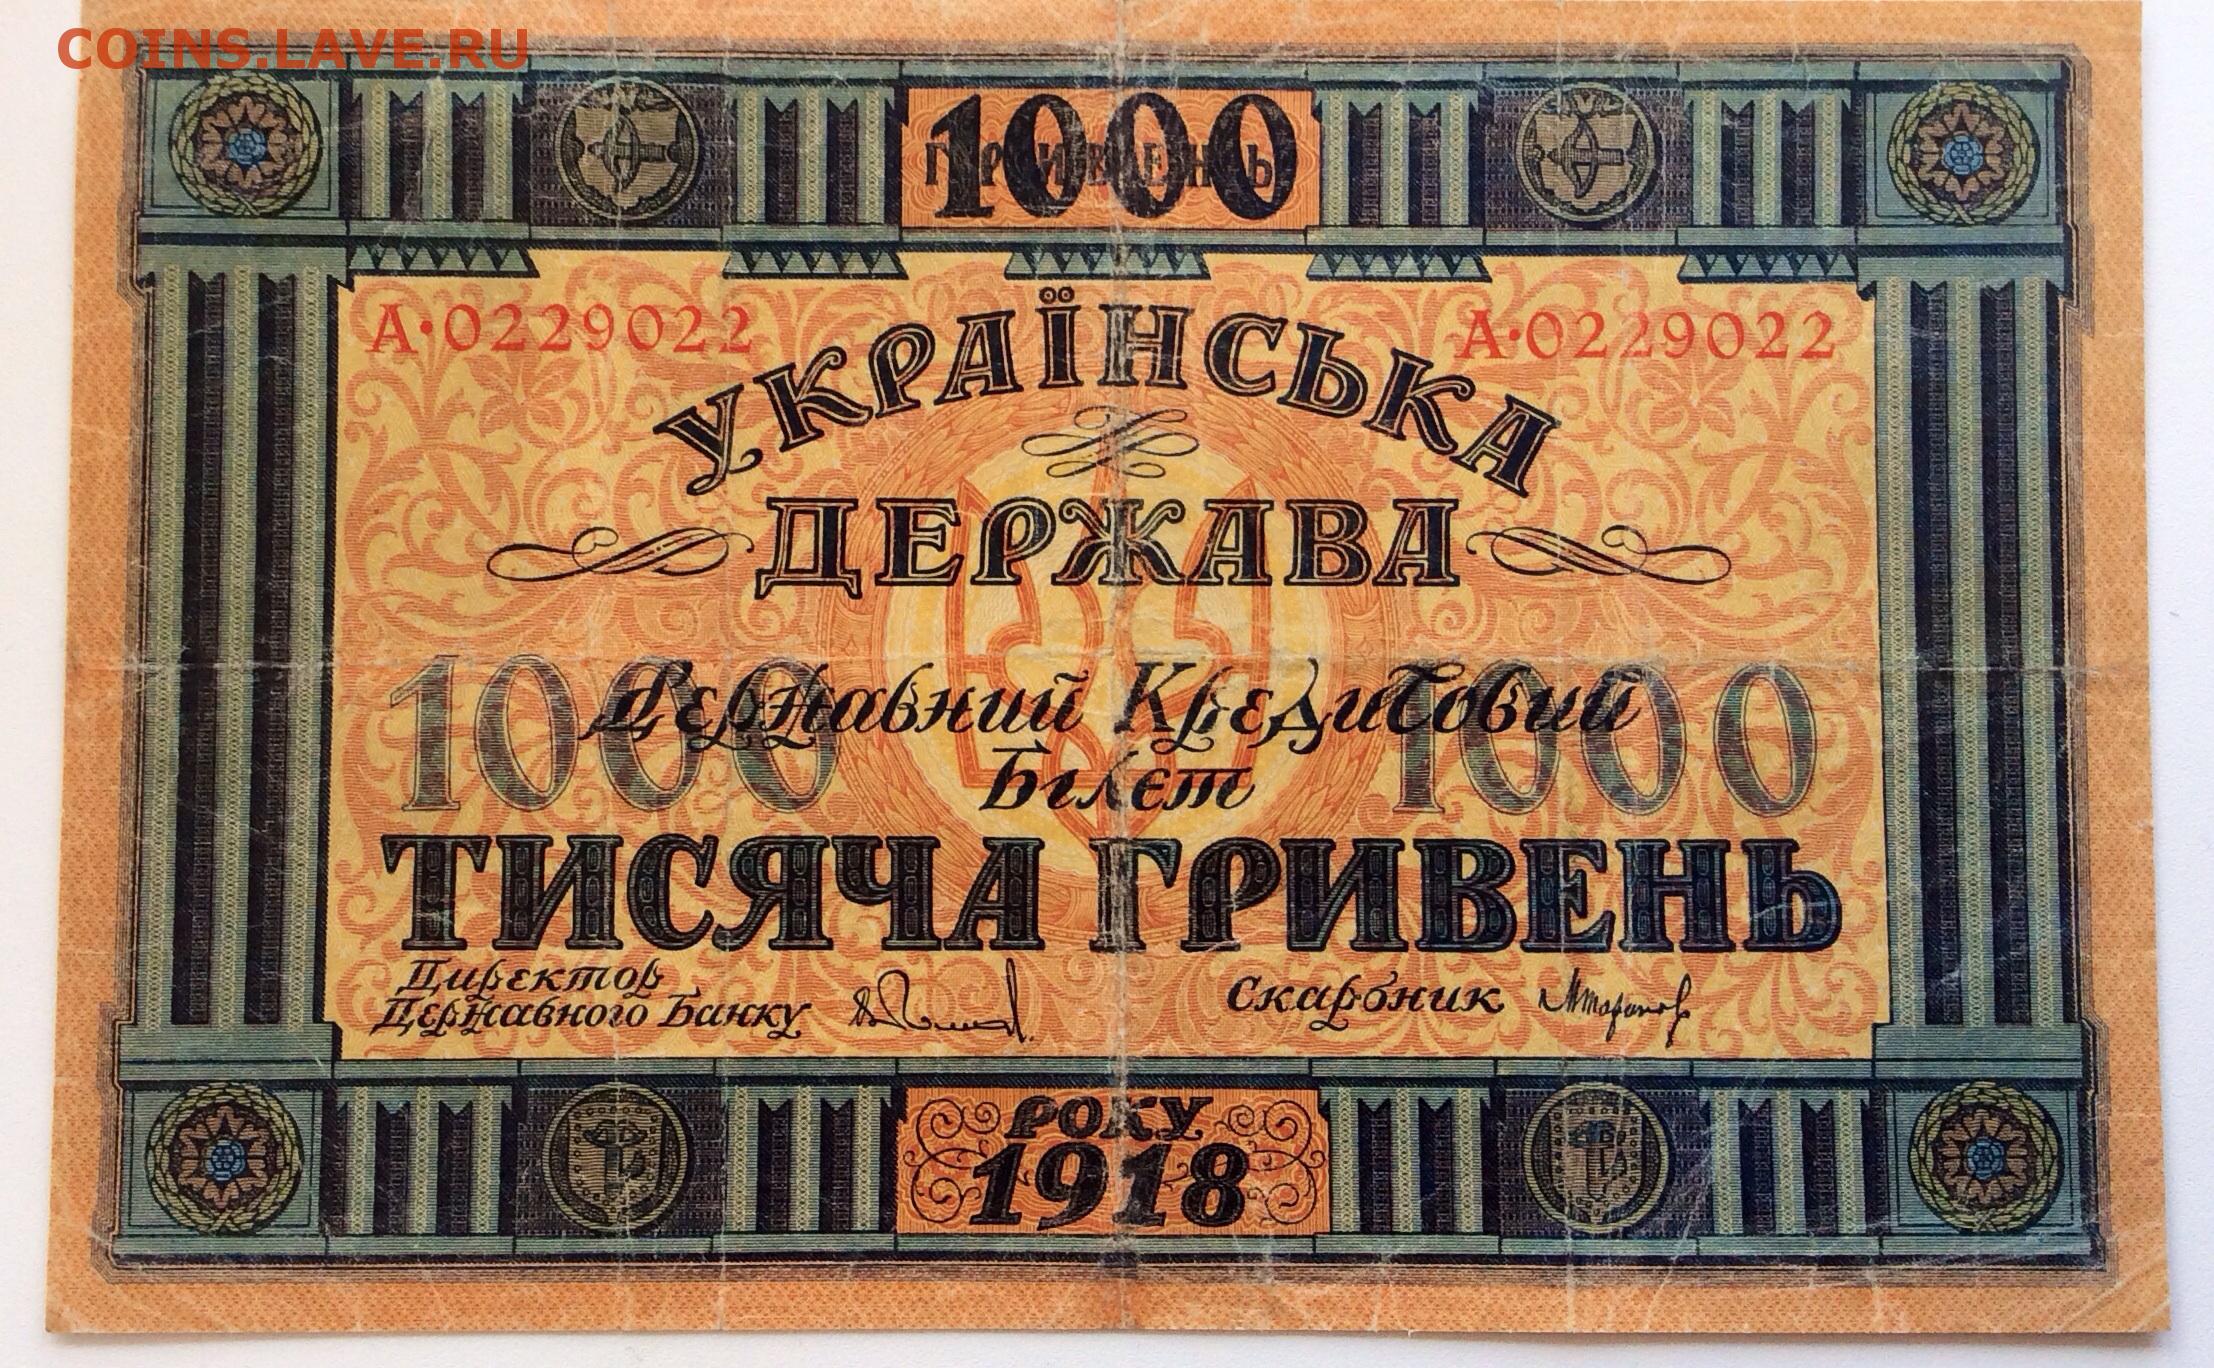 COINS.LAVE.RU
1000
ГРИВЕНЬ
А·0229022 А·0229022
УКРАЇНСЬКА
ДЕРЖАВА
1000 1000
Державний Кредитовий
Білєт
ТИСЯЧА ГРИВЕНЬ
Директор
Державного Банку
Скарбник
РОКУ
1918